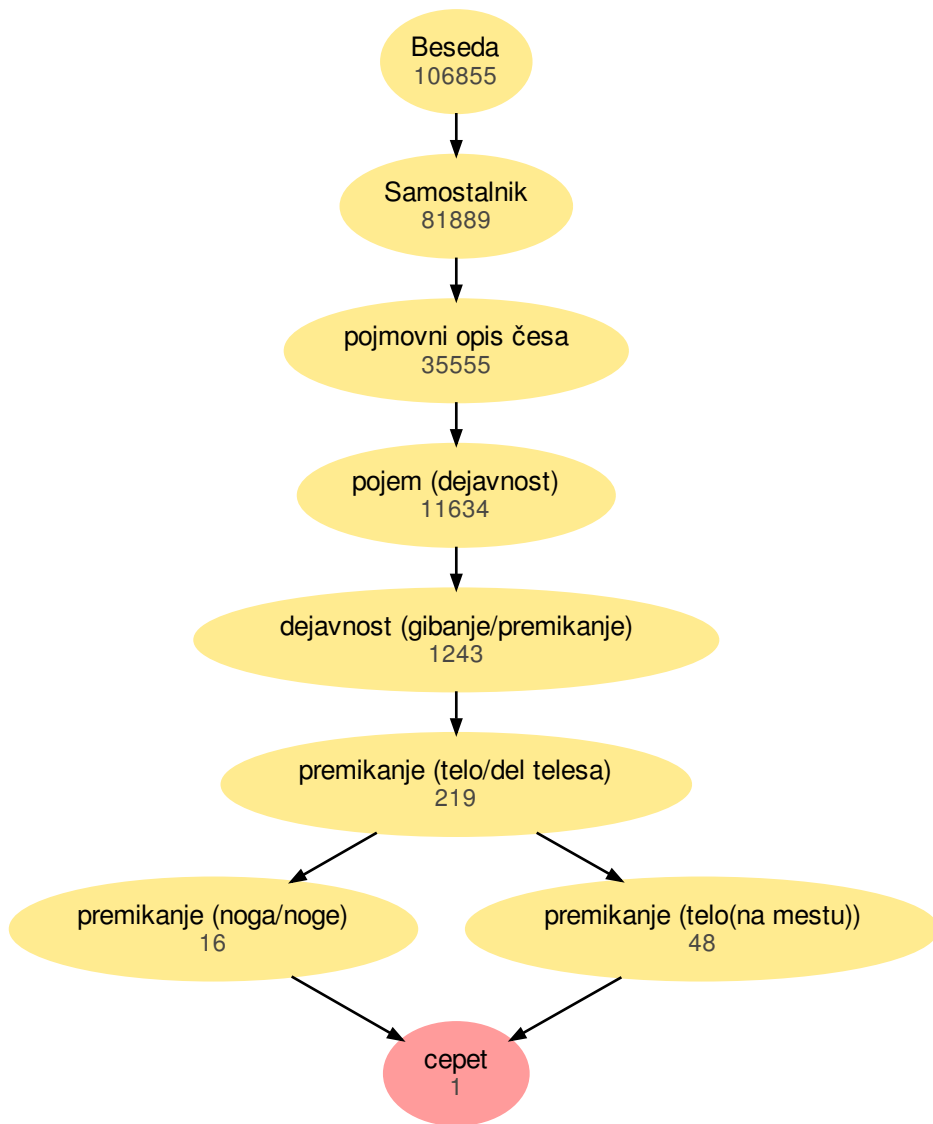 Beseda
106855
Samostalnik
81889
pojmovni opis česa
35555
pojem (dejavnost)
11634
dejavnost (gibanje/premikanje)
1243
premikanje (telo/del telesa)
219
premikanje (noga/noge)
16
premikanje (telo(na mestu))
48
cepet
1